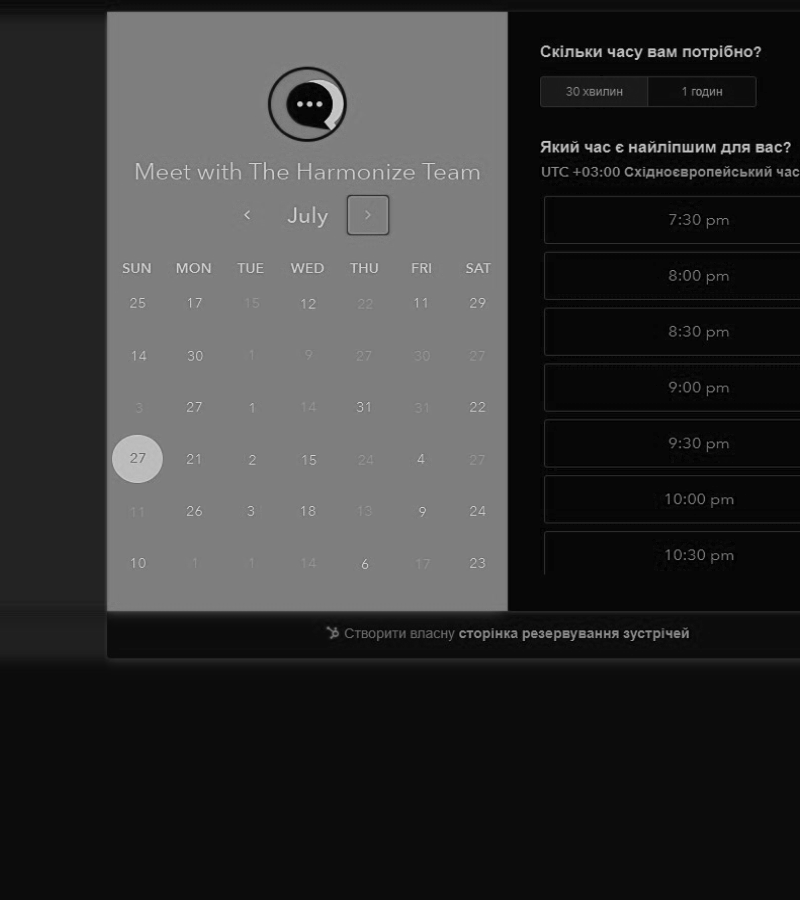 Meet with The Harmonize Team
July
SUN MON TUE WED THU FRI SAT
25 17 15 12 22 11 29
14 30 1 9 27 30 27
3 27 1 14 31 31 22
27 21 2 15 24 4 27
11 26 3 18 13 9 24
10 1 1 14 6 17 23
Скільки часу вам потрібно?
30 хвилин 1 годин
Який час є найліпшим для вас?
UTC +03:00 Східноєвропейський час
7:30 pm
8:00 pm
8:30 pm
9:00 pm
9:30 pm
10:00 pm
10:30 pm
Створити власну сторінка резервування зустрічей